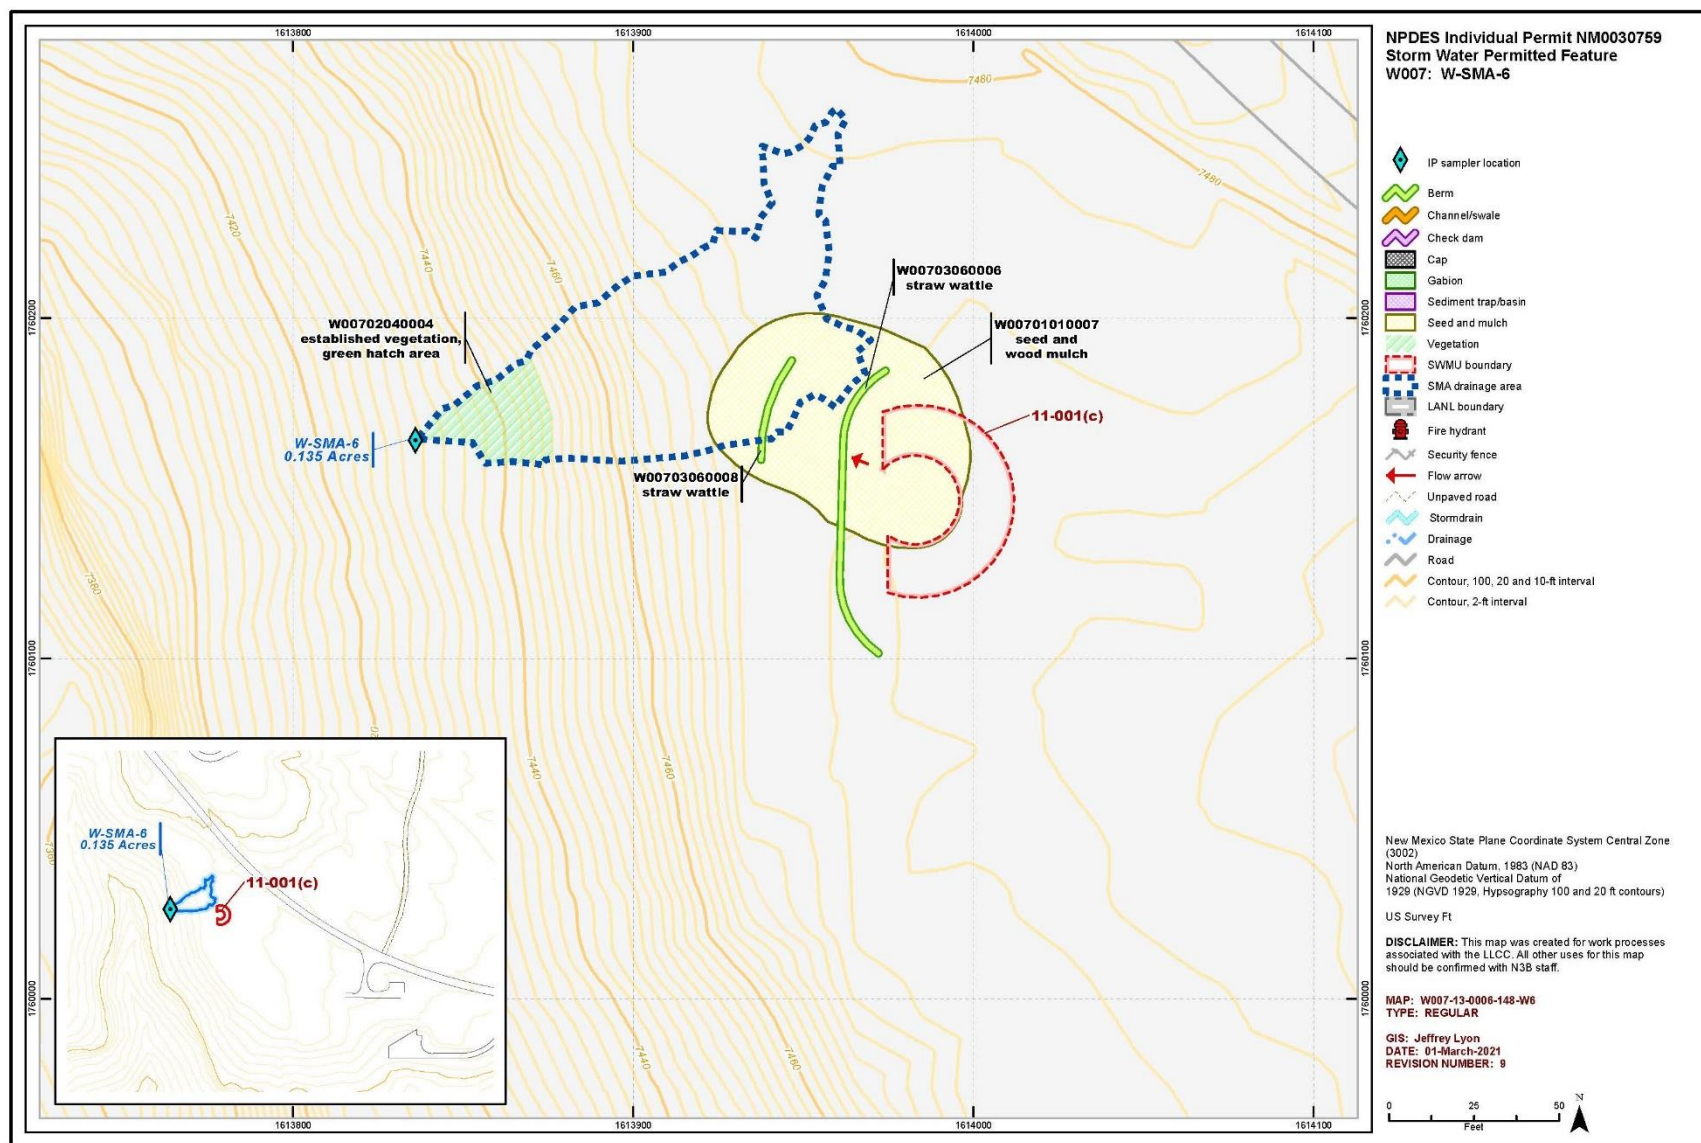 1613800
1613900
1614000
1614100
1760200
1760100
1760000
1760200
1760100
1760000
1613800
1613900
1614000
1614100
7460
7480
7420
7440
7460
7380
7440
7460
7440
7460
W00703060006
straw wattle
W00702040004
established vegetation,
green hatch area
W00701010007
seed and
wood mulch
11-001(c)
W-SMA-6
0.135 Acres
W00703060008
straw wattle
W-SMA-6
0.135 Acres
11-001(c)
NPDES Individual Permit NM0030759
Storm Water Permitted Feature
W007: W-SMA-6
IP sampler location
Berm
Channel/swale
Check dam
Cap
Gabion
Sediment trap/basin
Seed and mulch
Vegetation
SWMU boundary
SMA drainage area
LANL boundary
Fire hydrant
Security fence
Flow arrow
Unpaved road
Stormdrain
Drainage
Road
Contour, 100, 20 and 10-ft interval
Contour, 2-ft interval
New Mexico State Plane Coordinate System Central Zone
(3002)
North American Datum, 1983 (NAD 83)
National Geodetic Vertical Datum of
1929 (NGVD 1929, Hypsography 100 and 20 ft contours)
US Survey Ft
DISCLAIMER: This map was created for work processes
associated with the LLCC. All other uses for this map
should be confirmed with N3B staff.
MAP: W007-13-0006-148-W6
TYPE: REGULAR
GIS: Jeffrey Lyon
DATE: 01-March-2021
REVISION NUMBER: 9
0 25 50
Feet
N